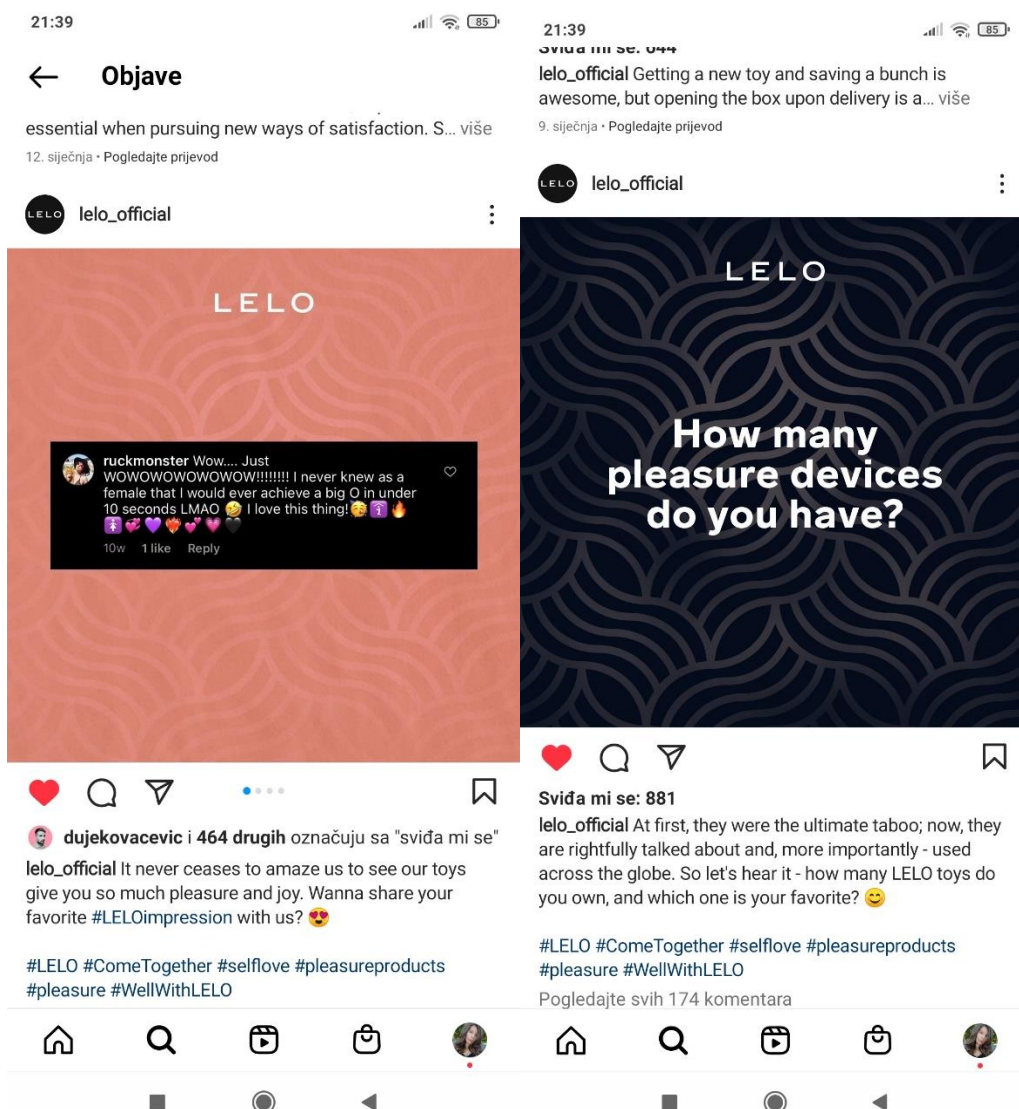 21:39
85
Objave
essential when pursuing new ways of satisfaction. S... više
12. siječnja • Pogledajte prijevod
LELO
lelo_official
LELO
ruckmonster Wow.... Just
WOWOWOWOWOWOW!!!!!!!! I never knew as a
female that I would ever achieve a big O in under
10 seconds LMAO 🤣 I love this thing!🥳🛐🔥
🚺💞💜❤️‍🔥💕💗🖤
10w 1 like Reply
dujekovacevic i 464 drugih označuju sa "sviđa mi se"
lelo_official It never ceases to amaze us to see our toys
give you so much pleasure and joy. Wanna share your
favorite #LELOimpression with us? 😍
#LELO #ComeTogether #selflove #pleasureproducts
#pleasure #WellWithLELO
21:39
85
Sviđa mi se: 644
lelo_official Getting a new toy and saving a bunch is
awesome, but opening the box upon delivery is a... više
9. siječnja • Pogledajte prijevod
LELO
lelo_official
LELO
How many
pleasure devices
do you have?
Sviđa mi se: 881
lelo_official At first, they were the ultimate taboo; now, they
are rightfully talked about and, more importantly - used
across the globe. So let's hear it - how many LELO toys do
you own, and which one is your favorite? 😊
#LELO #ComeTogether #selflove #pleasureproducts
#pleasure #WellWithLELO
Pogledajte svih 174 komentara